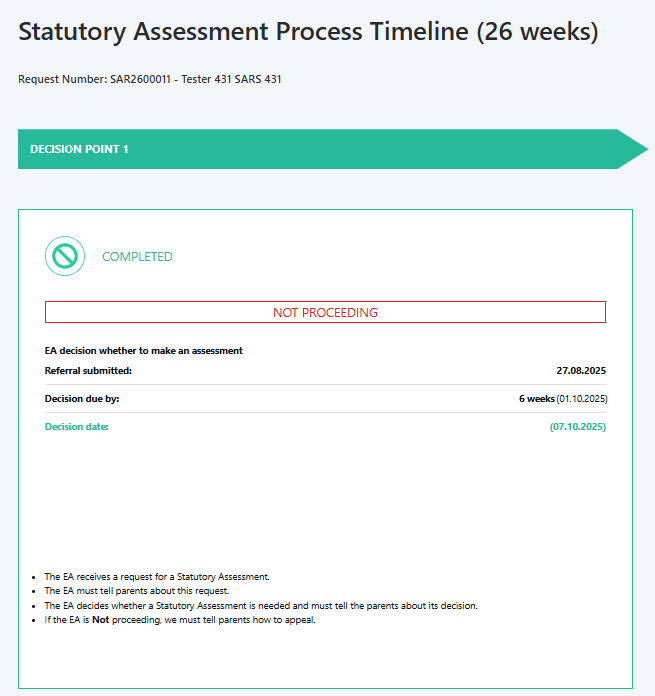 Statutory Assessment Process Timeline (26 weeks)
Request Number: SAR2600011 - Tester 431 SARS 431
DECISION POINT 1
COMPLETED
NOT PROCEEDING
EA decision whether to make an assessment
Referral submitted: 27.08.2025
Decision due by: 6 weeks (01.10.2025)
Decision date: (07.10.2025)
• The EA receives a request for a Statutory Assessment.
• The EA must tell parents about this request.
• The EA decides whether a Statutory Assessment is needed and must tell the parents about its decision.
• If the EA is Not proceeding, we must tell parents how to appeal.